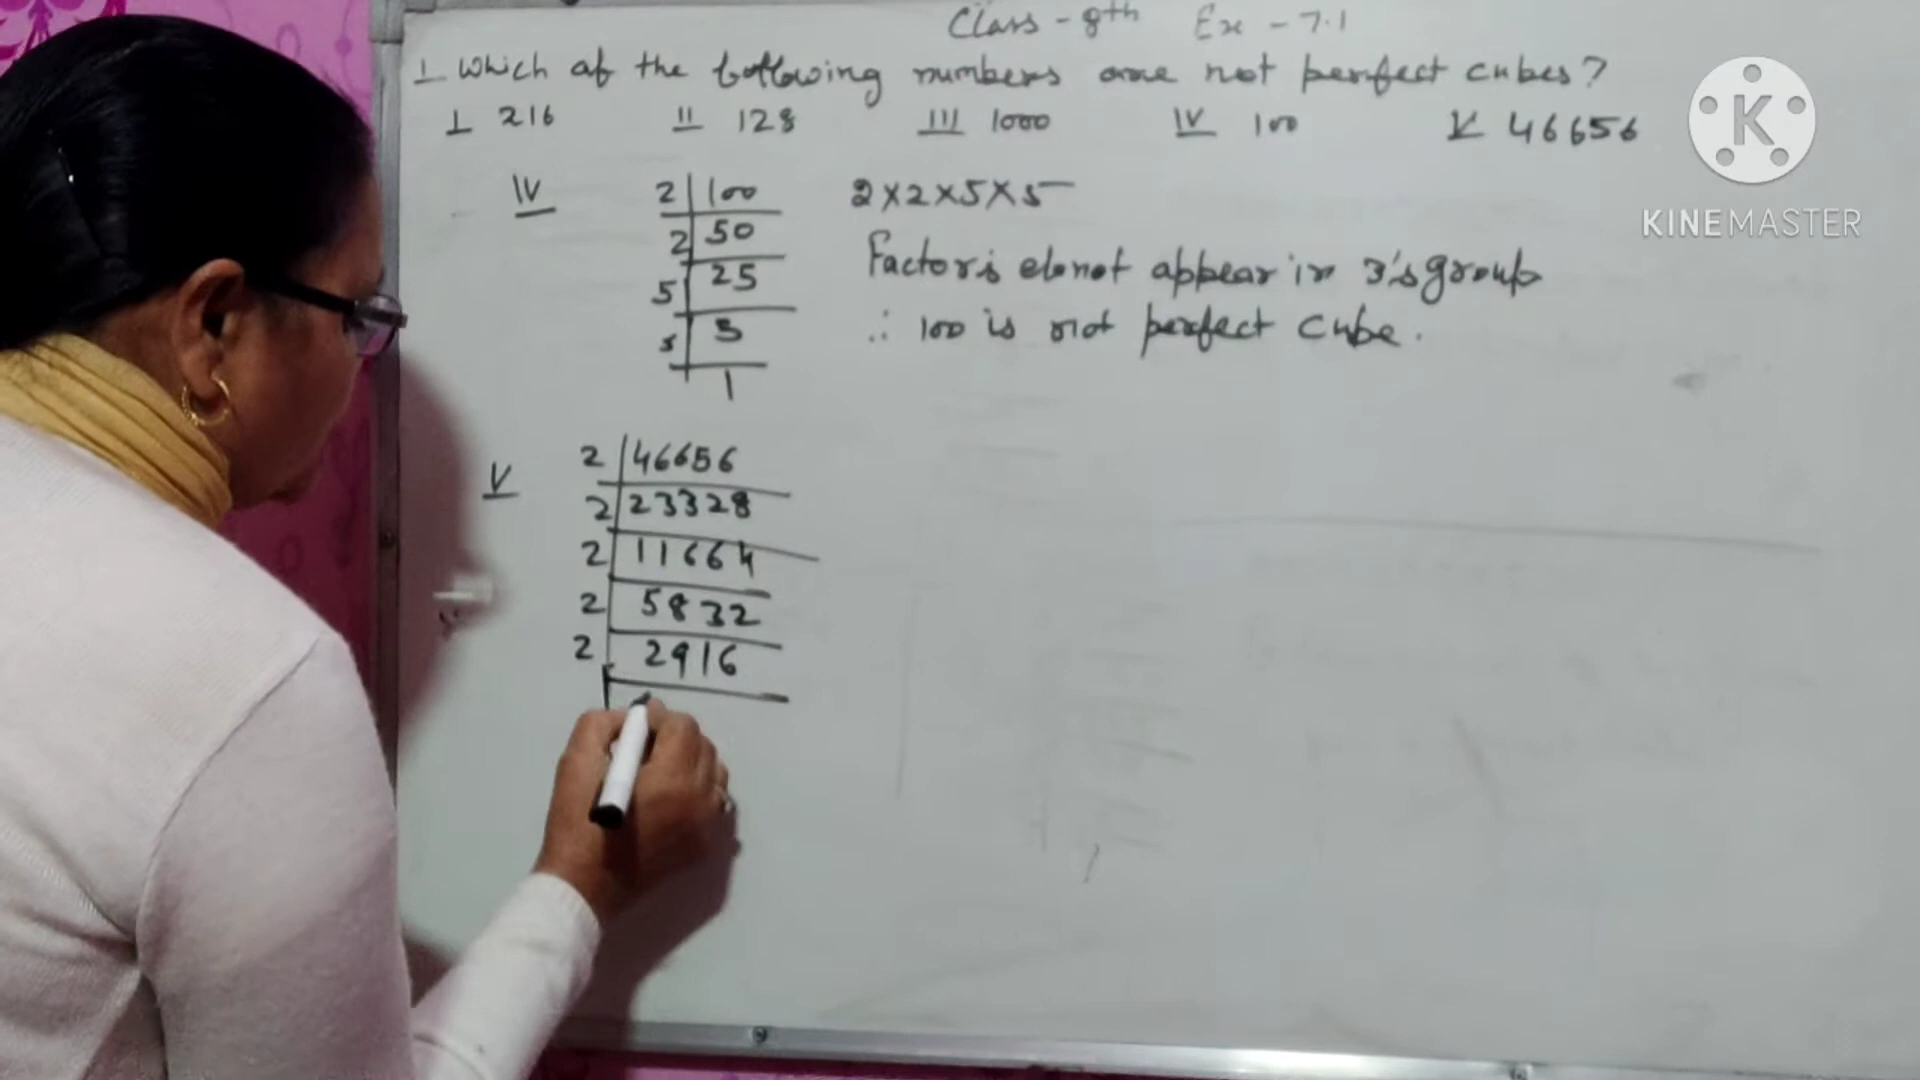 Class - 8th Ex - 7.1
I Which of the following numbers are not perfect cubes?
I 216 II 128 III 1000 IV 100 V 46656
K
KINEMASTER
IV
2 | 100
2 | 50
5 | 25
5 | 5
1
2×2×5×5
Factors do not appear in 3's group
∴ 100 is not perfect cube.
V
2 | 46656
2 | 23328
2 | 11664
2 | 5832
2 | 2916